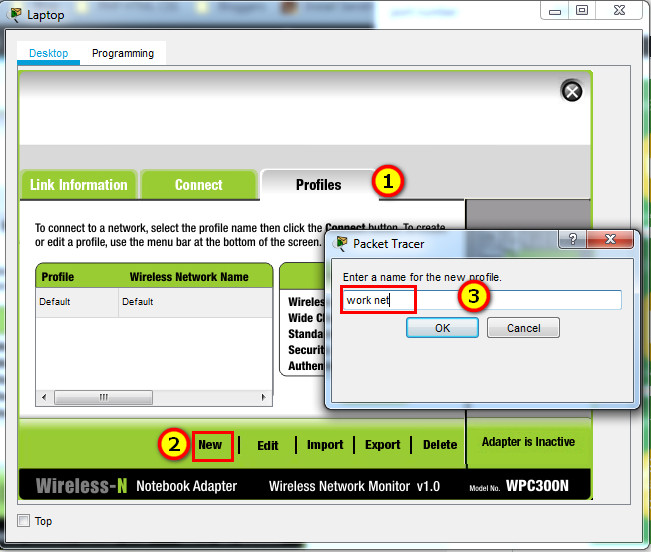 Laptop
Desktop Programming
Link Information Connect Profiles 1
To connect to a network, select the profile name then click the Connect button. To create
or edit a profile, use the menu bar at the bottom of the screen.
Packet Tracer
Enter a name for the new profile.
work net 3
OK Cancel
Profile Wireless Network Name
Default Default
Wireles
Wide C
Standa
Securit
Authen
2 New Edit Import Export Delete Adapter is Inactive
Wireless-N Notebook Adapter Wireless Network Monitor v1.0 Model No. WPC300N
Top